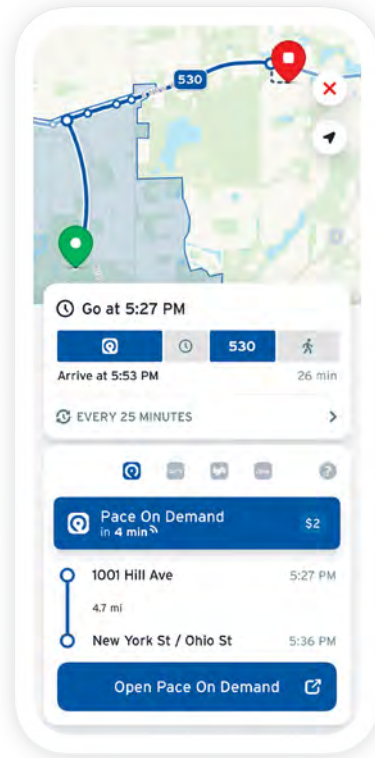 530
Go at 5:27 PM
530
Arrive at 5:53 PM 26 min
EVERY 25 MINUTES
?
Pace On Demand
in 4 min
$2
1001 Hill Ave 5:27 PM
4.7 mi
New York St / Ohio St 5:36 PM
Open Pace On Demand